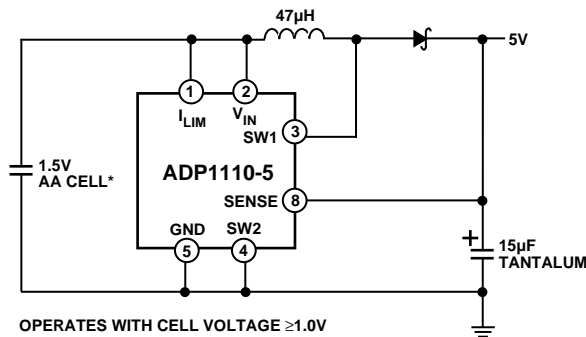 47µH
5V
1
2
I_LIM
V_IN
3
SW1
1.5V
AA CELL*
ADP1110-5
SENSE
8
GND
SW2
+
15µF
TANTALUM
5
4
OPERATES WITH CELL VOLTAGE ≥1.0V